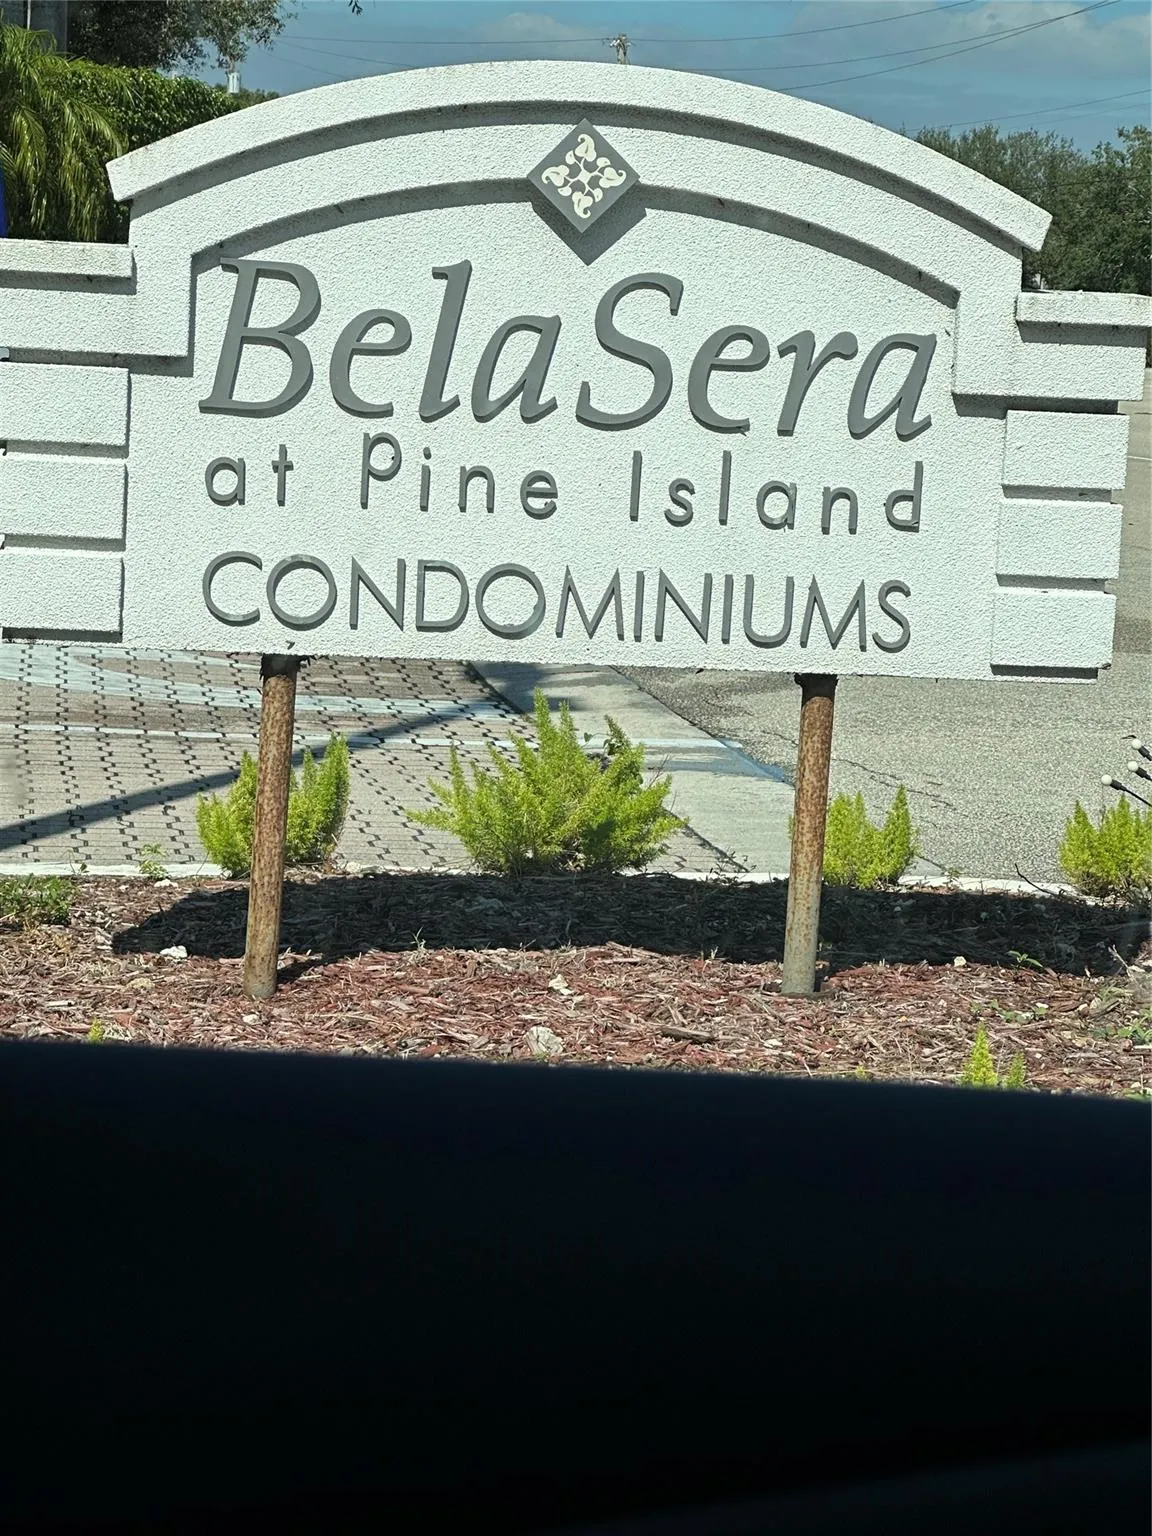 BelaSera
at Pine Island
CONDOMINIUMS